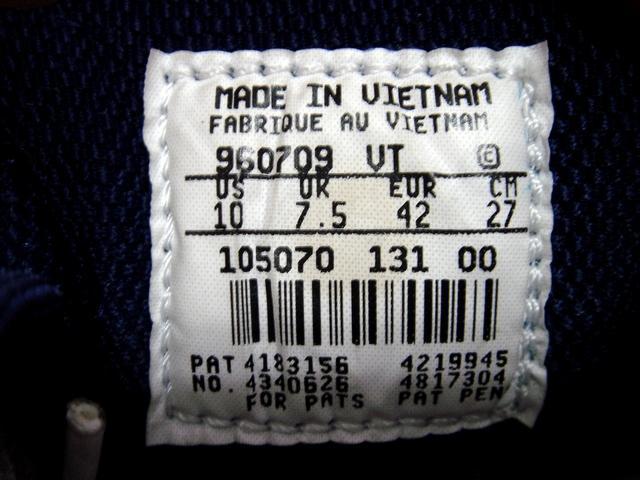 MADE IN VIETNAM
FABRIQUE AU VIETNAM
960709 VT ©
US UK EUR CM
10 7.5 42 27
105070 131 00
PAT 4183156 4219945
NO. 4340626 4817304
FOR PATS PAT PEN